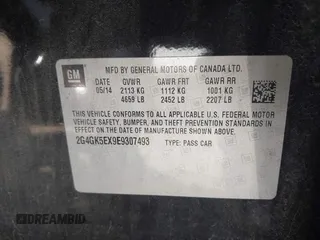 GM
MFD BY GENERAL MOTORS OF CANADA LTD.
DATE GVWR GAWR FRT GAWR RR
05/14 2113 KG 1112 KG 1001 KG
4659 LB 2452 LB 2207 LB
THIS VEHICLE CONFORMS TO ALL APPLICABLE U.S. FEDERAL MOTOR
VEHICLE SAFETY, BUMPER, AND THEFT PREVENTION STANDARDS
IN EFFECT ON THE DATE OF MANUFACTURE SHOWN ABOVE.
2G4GK5EX9E9307493 TYPE: PASS CAR
DREAMBID